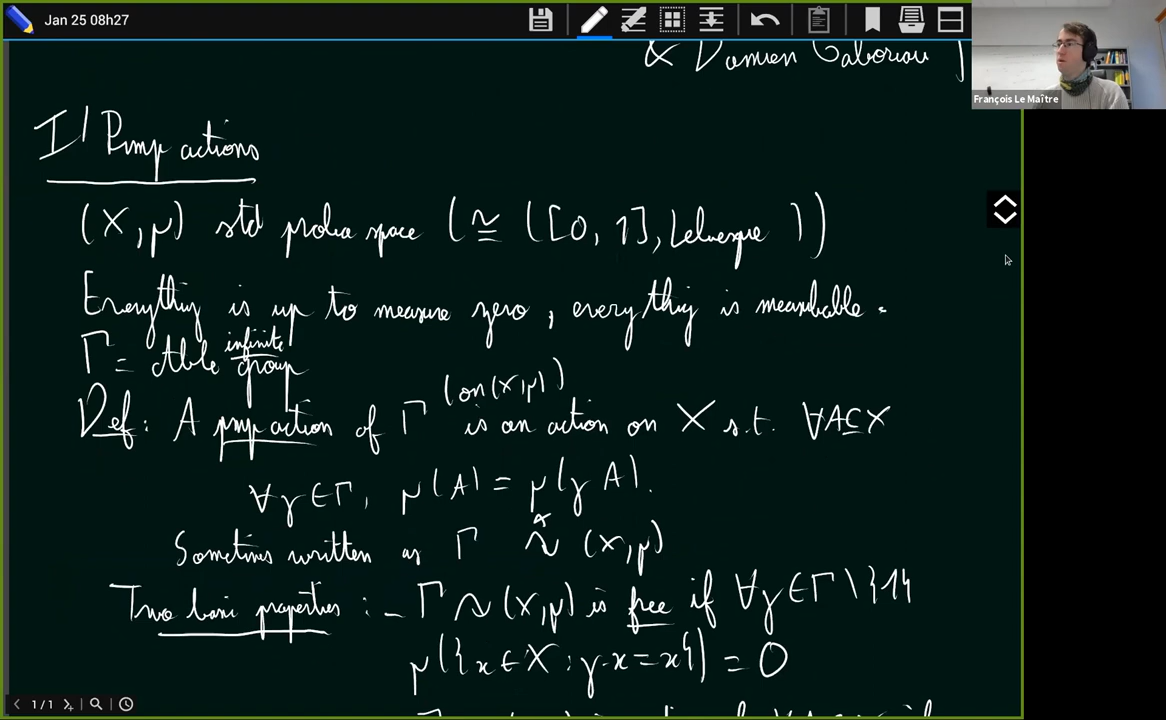 Jan 25 08h27
& Damien Gaboriau
François Le Maître
I/ Pmp actions
(X, μ) std proba space (≅ ([0, 1], Lebesgue))
Everything is up to measure zero, everything is measurable.
infinite
Γ = ctble group
(on (X,μ))
Def: A pmp action of Γ is an action on X s.t. ∀A⊆X
∀γ∈Γ, μ(A) = μ(γA).
Sometimes written as Γ ↷^α (X,μ)
Two basic properties: – Γ ↷ (X,μ) is free if ∀γ∈Γ\{1}
μ({x∈X: γ·x=x}) = 0
1/1